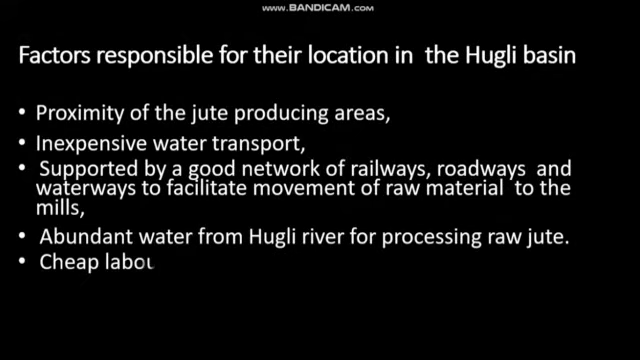 WWW.BANDICAM.COM
Factors responsible for their location in the Hugli basin
• Proximity of the jute producing areas,
• Inexpensive water transport,
• Supported by a good network of railways, roadways and
waterways to facilitate movement of raw material to the
mills,
• Abundant water from Hugli river for processing raw jute.
• Cheap labou